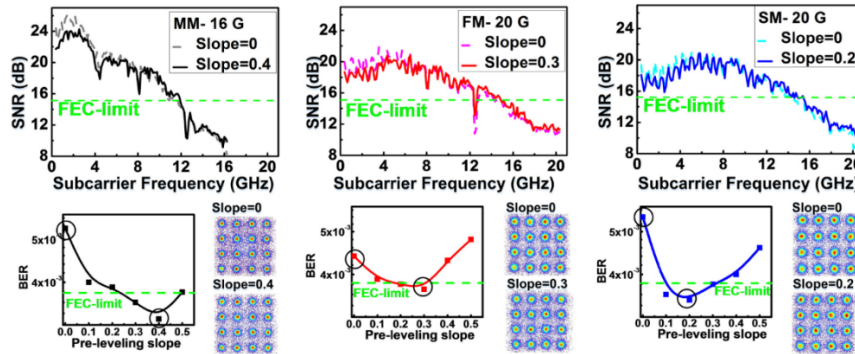 MM- 16 G
Slope=0
Slope=0.4
FEC-limit
SNR (dB)
24
20
16
12
8
0 4 8 12 16 20
Subcarrier Frequency (GHz)
FM- 20 G
Slope=0
Slope=0.3
FEC-limit
SNR (dB)
24
20
16
12
8
0 4 8 12 16 20
Subcarrier Frequency (GHz)
SM- 20 G
Slope=0
Slope=0.2
FEC-limit
SNR (dB)
24
20
16
12
8
0 4 8 12 16 20
Subcarrier Frequency (GHz)
BER
5x10⁻³
4x10⁻³
FEC-limit
0.0 0.1 0.2 0.3 0.4 0.5
Pre-leveling slope
Slope=0
Slope=0.4
BER
5x10⁻³
4x10⁻³
FEC-limit
0.0 0.1 0.2 0.3 0.4 0.5
Pre-leveling slope
Slope=0
Slope=0.3
BER
5x10⁻³
4x10⁻³
FEC-limit
0.0 0.1 0.2 0.3 0.4 0.5
Pre-leveling slope
Slope=0
Slope=0.2